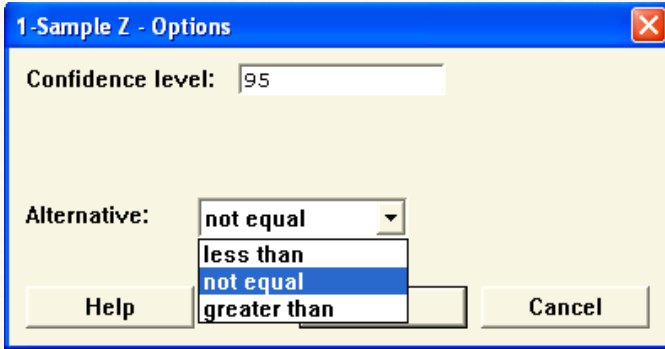 1-Sample Z - Options
Confidence level: 95
Alternative: not equal
less than
not equal
greater than
Help Cancel